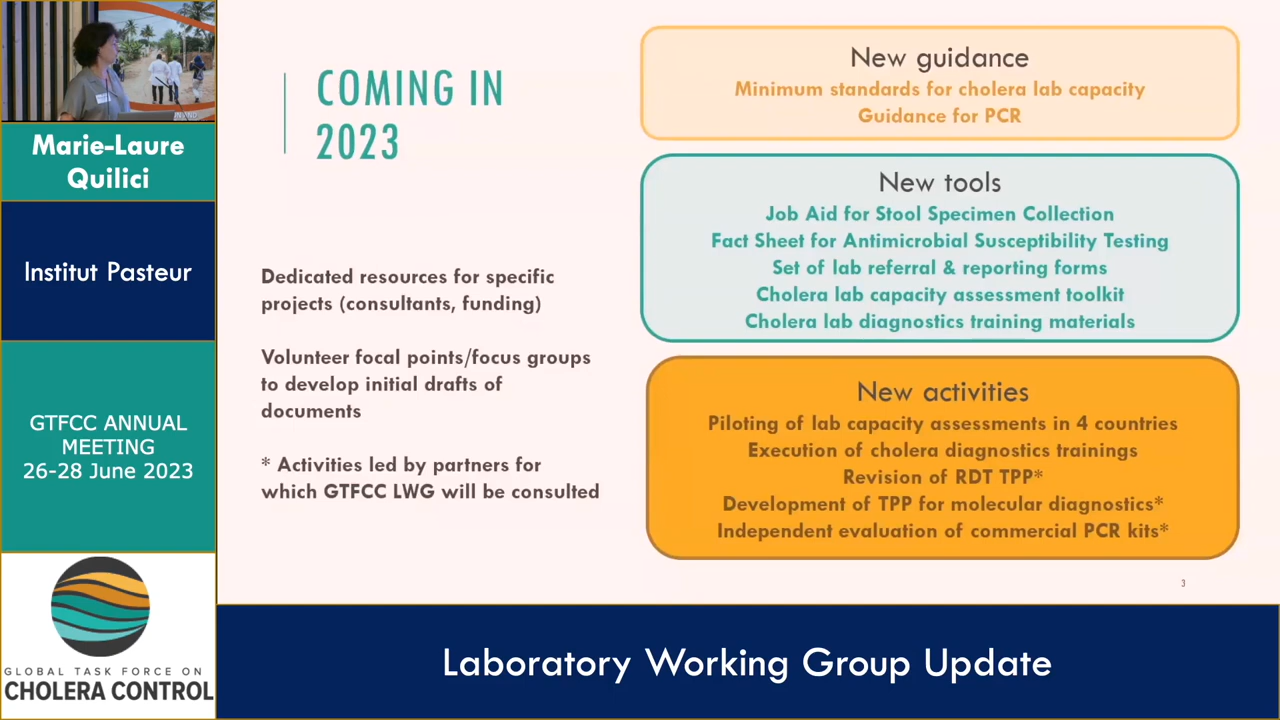 Marie-Laure
Quilici
Institut Pasteur
GTFCC ANNUAL
MEETING
26-28 June 2023
GLOBAL TASK FORCE ON
CHOLERA CONTROL
COMING IN
2023
Dedicated resources for specific
projects (consultants, funding)
Volunteer focal points/focus groups
to develop initial drafts of
documents
* Activities led by partners for
which GTFCC LWG will be consulted
New guidance
Minimum standards for cholera lab capacity
Guidance for PCR
New tools
Job Aid for Stool Specimen Collection
Fact Sheet for Antimicrobial Susceptibility Testing
Set of lab referral & reporting forms
Cholera lab capacity assessment toolkit
Cholera lab diagnostics training materials
New activities
Piloting of lab capacity assessments in 4 countries
Execution of cholera diagnostics trainings
Revision of RDT TPP*
Development of TPP for molecular diagnostics*
Independent evaluation of commercial PCR kits*
3
Laboratory Working Group Update